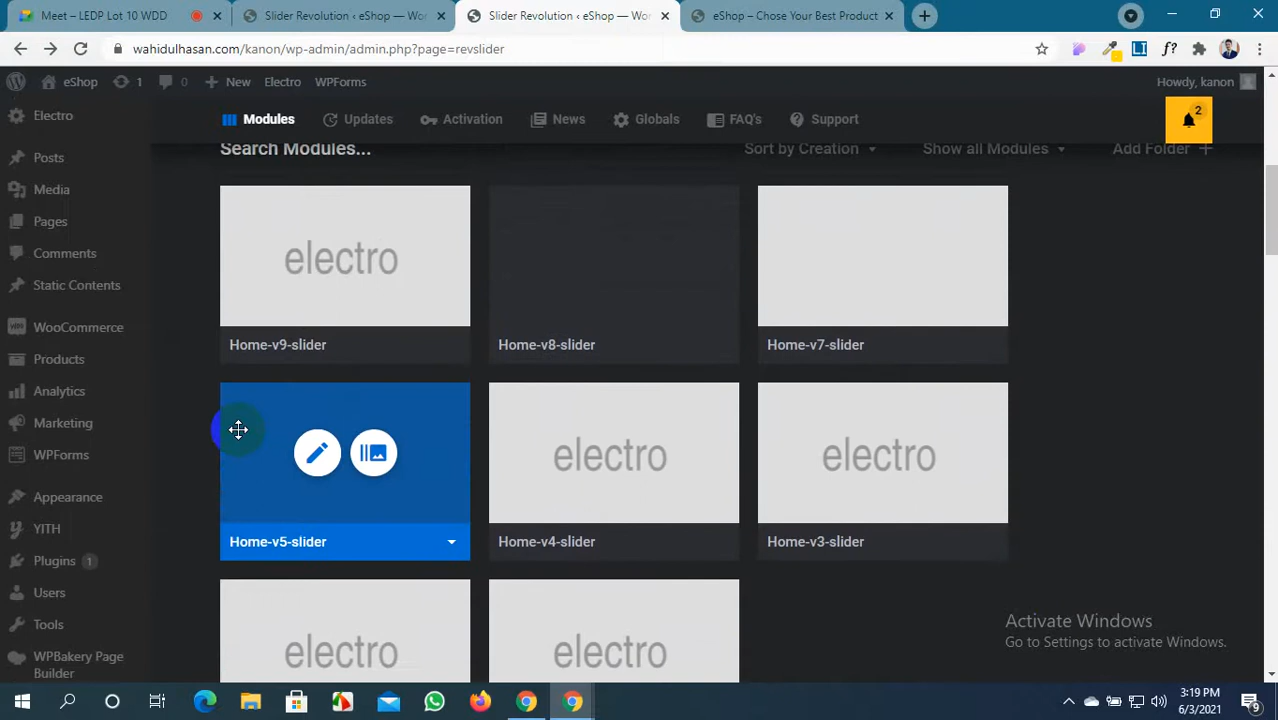 Meet – LEDP Lot 10 WDD
Slider Revolution ‹ eShop — Wor
Slider Revolution ‹ eShop — Wor
eShop – Chose Your Best Product
wahidulhasan.com/kanon/wp-admin/admin.php?page=revslider
eShop 1 0 New Electro WPForms Howdy, kanon
Electro
Modules Updates Activation News Globals FAQ's Support 2
Search Modules... Sort by Creation Show all Modules Add Folder
Posts
Media
Pages
Comments
Static Contents
WooCommerce
Products
Analytics
Marketing
WPForms
Appearance
YITH
Plugins 1
Users
Tools
WPBakery Page
Builder
electro
Home-v9-slider Home-v8-slider Home-v7-slider
electro electro
Home-v5-slider Home-v4-slider Home-v3-slider
electro electro
Activate Windows
Go to Settings to activate Windows.
3:19 PM
6/3/2021
9